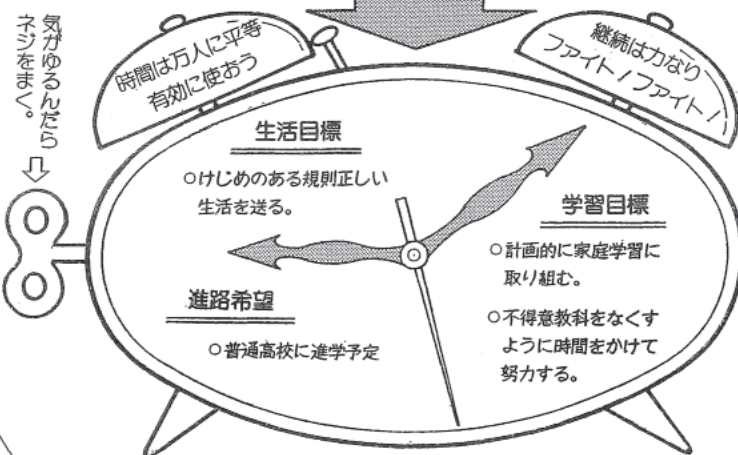 気がゆるんだら
ネジをまく。
時間は万人に平等
有効に使おう
継続は力なり
ファイト！ファイト！
生活目標
○けじめのある規則正しい
生活を送る。
進路希望
○普通高校に進学予定
学習目標
○計画的に家庭学習に
取り組む。
○不得意教科をなくす
ように時間をかけて
努力する。